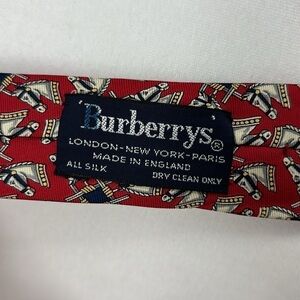 Burberrys®
LONDON-NEW YORK-PARIS
MADE IN ENGLAND
ALL SILK DRY CLEAN ONLY